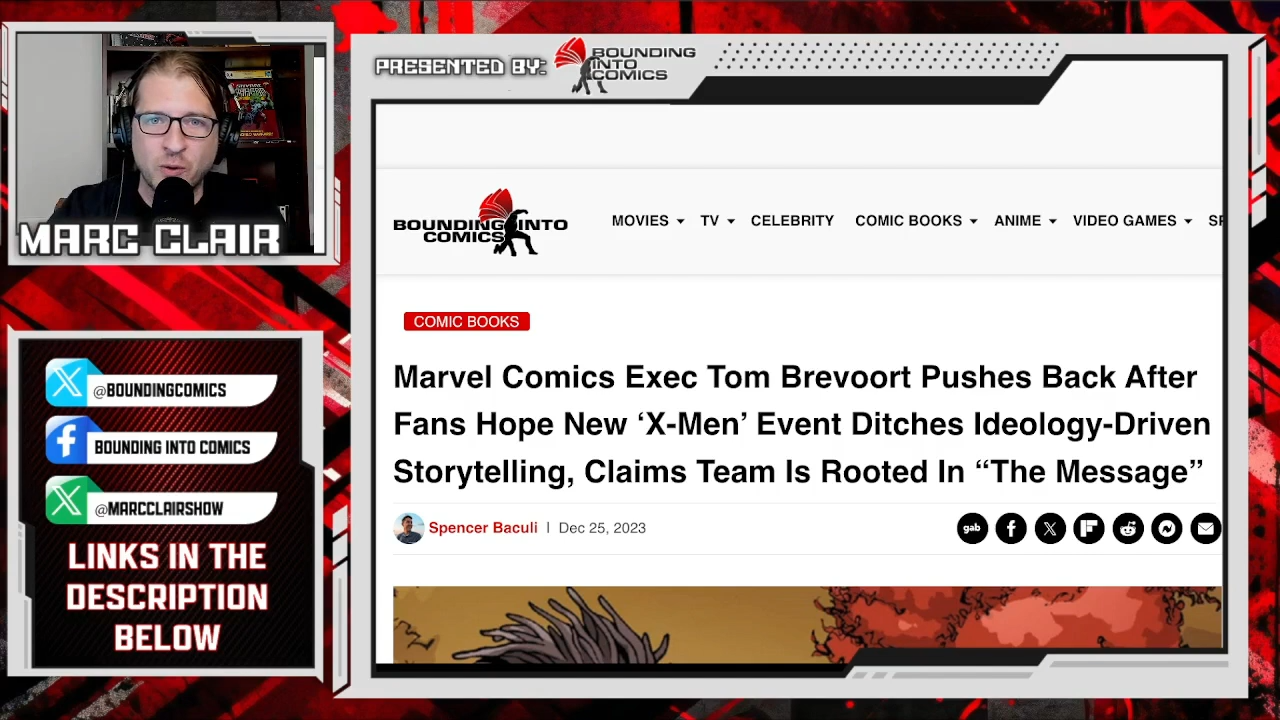 MARC CLAIR
@BOUNDINGCOMICS
BOUNDING INTO COMICS
@MARCCLAIRSHOW
LINKS IN THE
DESCRIPTION
BELOW
PRESENTED BY:
BOUNDING
INTO
COMICS
BOUNDING INTO
COMICS
MOVIES TV CELEBRITY COMIC BOOKS ANIME VIDEO GAMES SP
COMIC BOOKS
Marvel Comics Exec Tom Brevoort Pushes Back After
Fans Hope New ‘X-Men’ Event Ditches Ideology-Driven
Storytelling, Claims Team Is Rooted In “The Message”
Spencer Baculi | Dec 25, 2023
gab